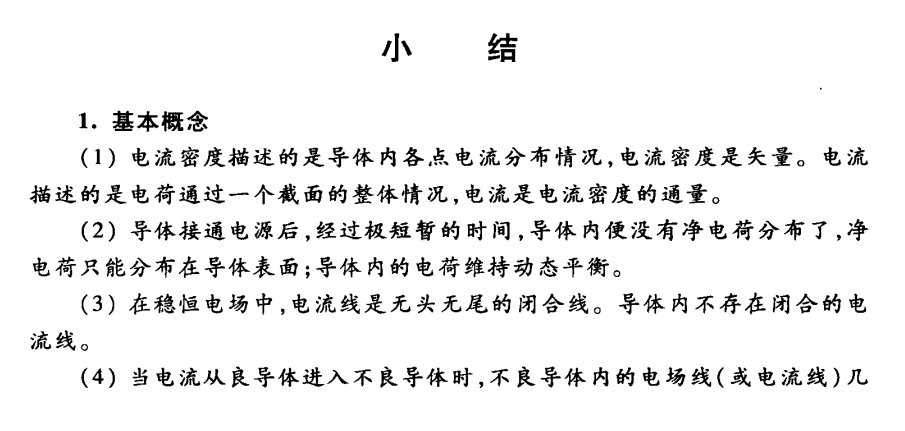 小 结
1. 基本概念
(1) 电流密度描述的是导体内各点电流分布情况,电流密度是矢量。电流
描述的是电荷通过一个截面的整体情况,电流是电流密度的通量。
(2) 导体接通电源后,经过极短暂的时间,导体内便没有净电荷分布了,净
电荷只能分布在导体表面;导体内的电荷维持动态平衡。
(3) 在稳恒电场中,电流线是无头无尾的闭合线。导体内不存在闭合的电
流线。
(4) 当电流从良导体进入不良导体时,不良导体内的电场线(或电流线)几